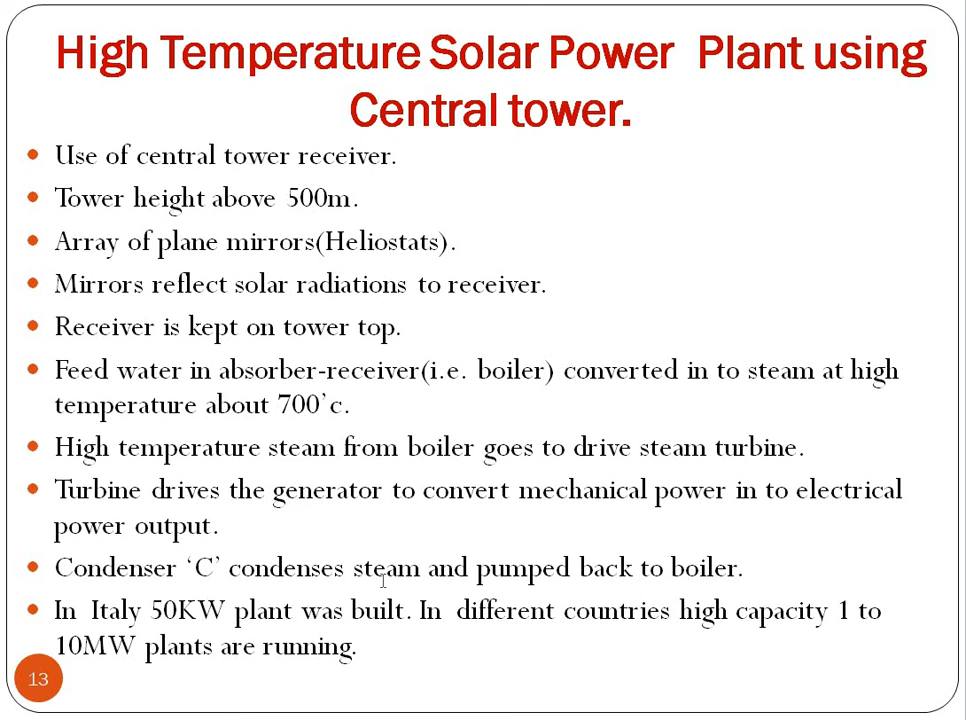 High Temperature Solar Power Plant using
Central tower.
• Use of central tower receiver.
• Tower height above 500m.
• Array of plane mirrors(Heliostats).
• Mirrors reflect solar radiations to receiver.
• Receiver is kept on tower top.
• Feed water in absorber-receiver(i.e. boiler) converted in to steam at high
temperature about 700'c.
• High temperature steam from boiler goes to drive steam turbine.
• Turbine drives the generator to convert mechanical power in to electrical
power output.
• Condenser ‘C’ condenses steam and pumped back to boiler.
• In Italy 50KW plant was built. In different countries high capacity 1 to
10MW plants are running.
13